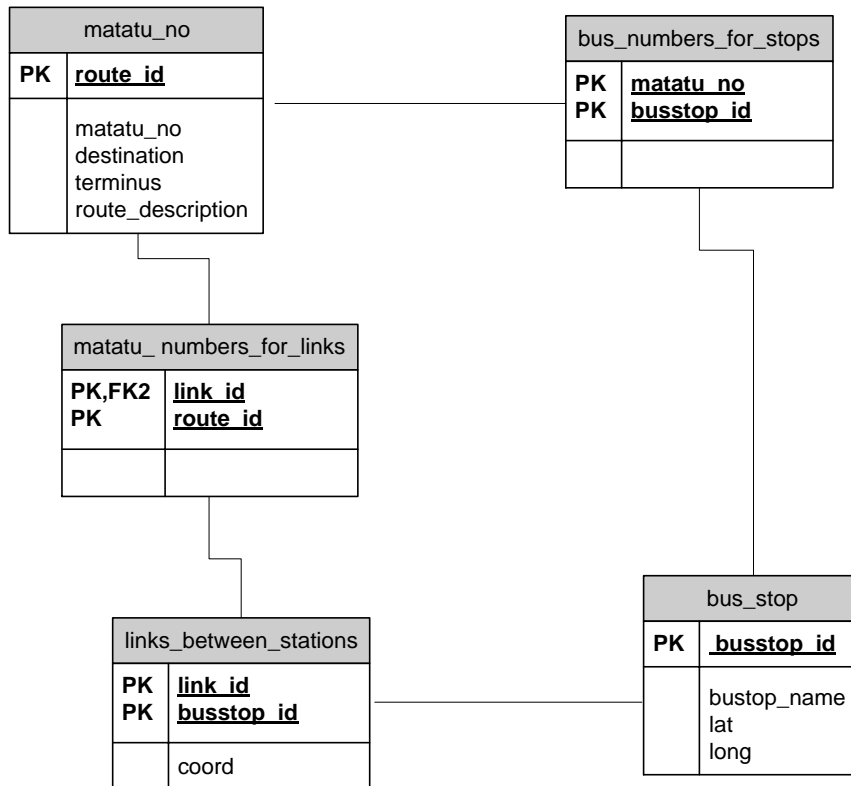 matatu_no
PK route_id
matatu_no
destination
terminus
route_description
bus_numbers_for_stops
PK matatu_no
PK busstop_id
matatu_ numbers_for_links
PK,FK2 link_id
PK route_id
links_between_stations
PK link_id
PK busstop_id
coord
bus_stop
PK busstop_id
bustop_name
lat
long